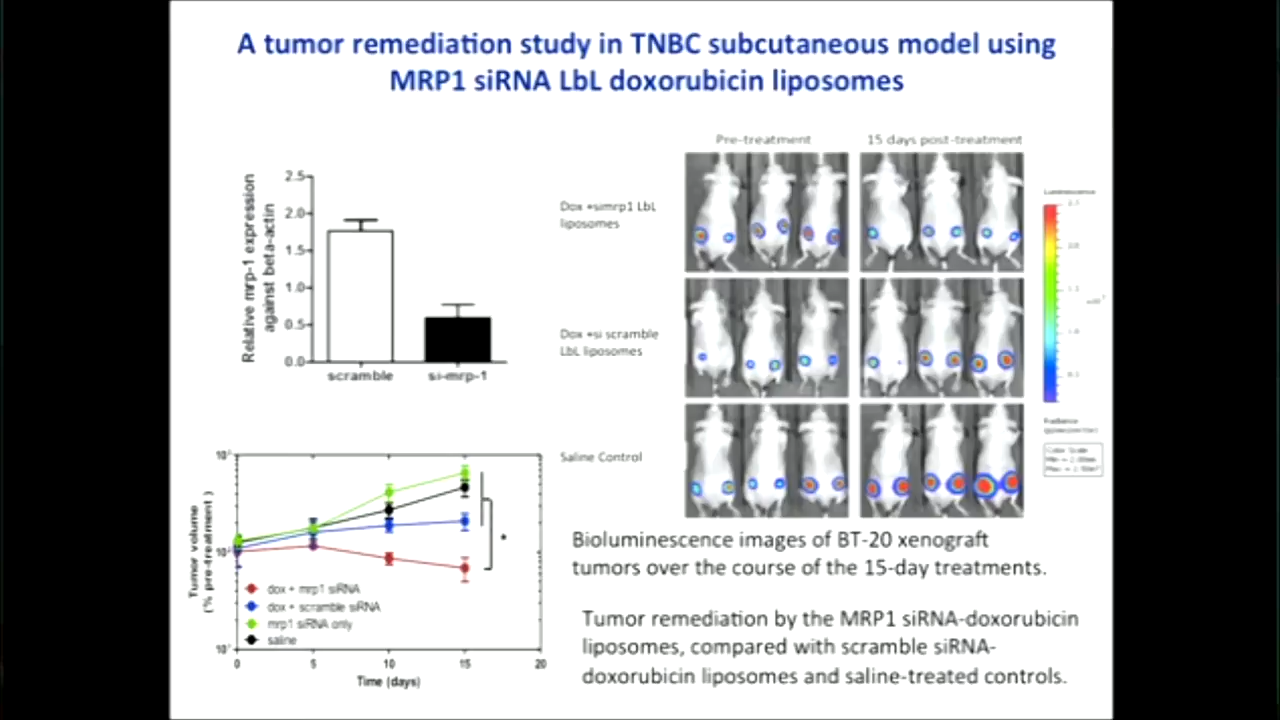 A tumor remediation study in TNBC subcutaneous model using
MRP1 siRNA LbL doxorubicin liposomes
Pre-treatment
15 days post-treatment
Relative mrp-1 expression
against beta-actin
2.5
2.0
1.5
1.0
0.5
0.0
scramble
si-mrp-1
Dox +simrp1 LbL
liposomes
Dox +si scramble
LbL liposomes
Saline Control
Luminescence
Radiance
Color Scale
Tumor volume
(% pre-treatment )
dox + mrp1 siRNA
dox + scramble siRNA
mrp1 siRNA only
saline
*
0
5
10
15
20
Time (days)
Bioluminescence images of BT-20 xenograft
tumors over the course of the 15-day treatments.
Tumor remediation by the MRP1 siRNA-doxorubicin
liposomes, compared with scramble siRNA-
doxorubicin liposomes and saline-treated controls.